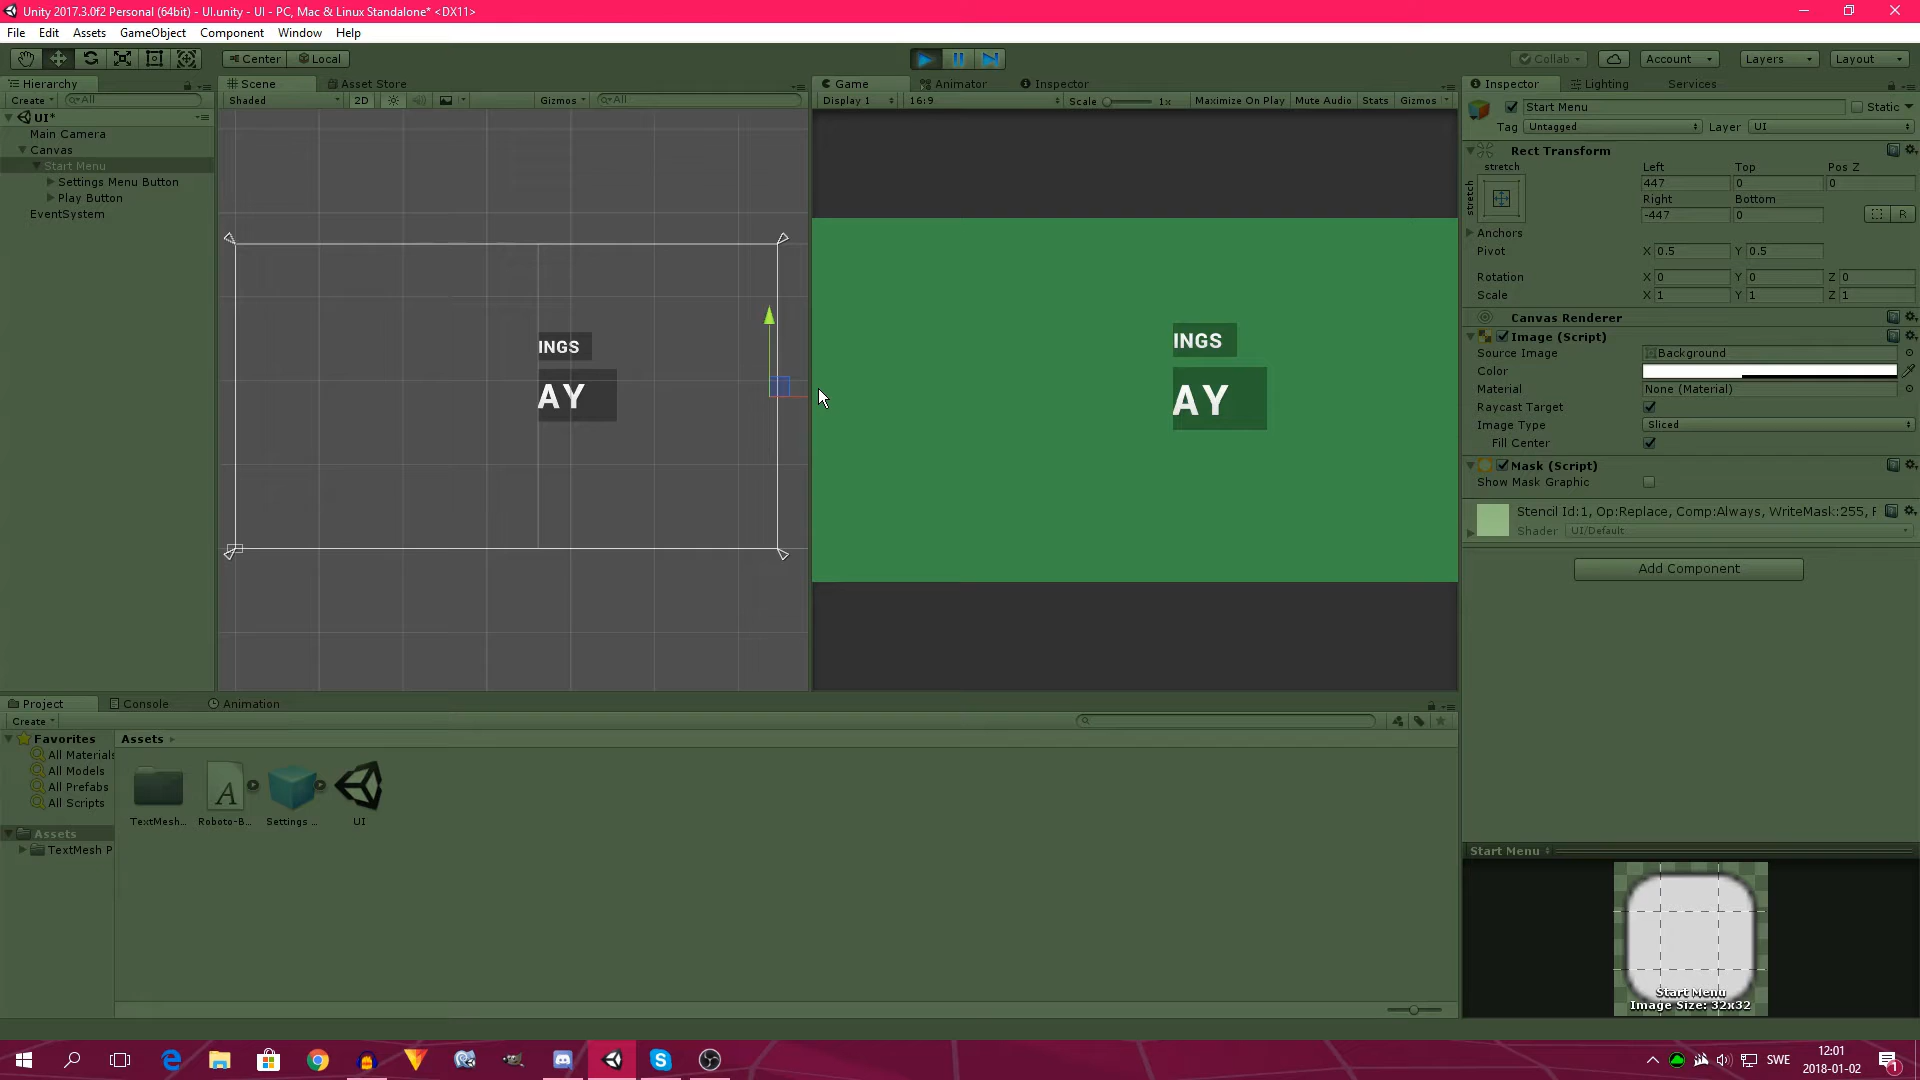 Unity 2017.3.0f2 Personal (64bit) - UI.unity - UI - PC, Mac & Linux Standalone* <DX11>
File Edit Assets GameObject Component Window Help
Center Local Collab Account Layers Layout
Hierarchy
Create All
UI*
Main Camera
Canvas
Start Menu
Settings Menu Button
Play Button
EventSystem
Scene Asset Store
Shaded 2D Gizmos All
INGS
AY
Game Animator Inspector
Display 1 16:9 Scale 1x Maximize On Play Mute Audio Stats Gizmos
INGS
AY
Inspector Lighting Services
Start Menu Static
Tag Untagged Layer UI
Rect Transform
stretch Left Top Pos Z
stretch 447 0 0
Right Bottom
-447 0 R
Anchors
Pivot X 0.5 Y 0.5
Rotation X 0 Y 0 Z 0
Scale X 1 Y 1 Z 1
Canvas Renderer
Image (Script)
Source Image Background
Color
Material None (Material)
Raycast Target
Image Type Sliced
Fill Center
Mask (Script)
Show Mask Graphic
Stencil Id:1, Op:Replace, Comp:Always, WriteMask:255, R
Shader UI/Default
Add Component
Start Menu
Start Menu
Image Size: 32x32
Project Console Animation
Create
Favorites
All Materials
All Models
All Prefabs
All Scripts
Assets
TextMesh P
Assets
TextMesh... Roboto-B... Settings ... UI
SWE
12:01
2018-01-02
1